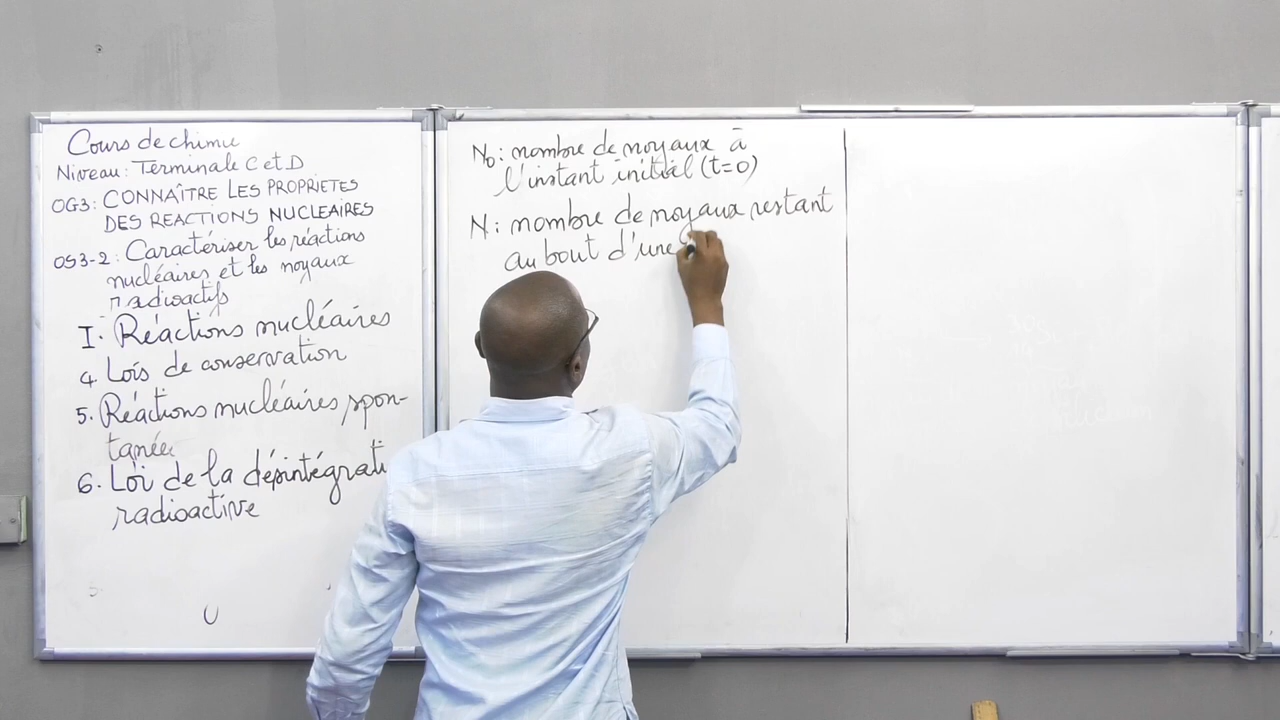 Cours de chimie
Niveau: Terminale C et D
OG3: CONNAÎTRE LES PROPRIETES
DES REACTIONS NUCLEAIRES
OS3-2: Caractériser les réactions
nucléaires et les noyaux
radioactifs
I. Réactions nucléaires
4. Lois de conservation
5. Réactions nucléaires spon-
tanée
6. Loi de la désintégrati
radioactive
U
N₀: nombre de noyaux à
l'instant initial (t=0)
N: nombre de noyaux restant
au bout d'une